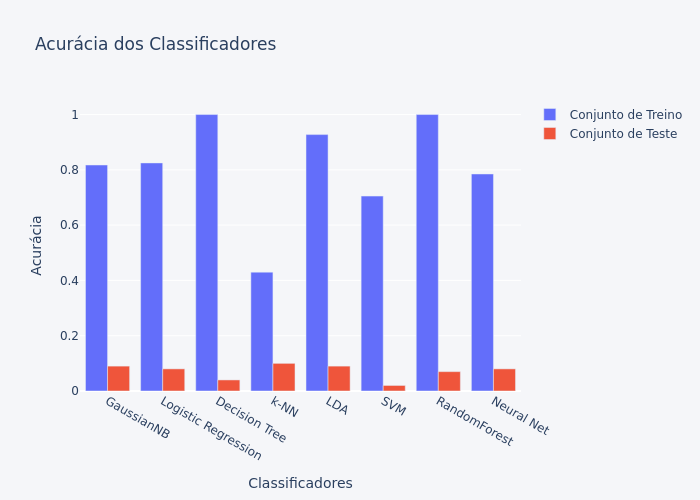 Acurácia dos Classificadores
Conjunto de Treino
Conjunto de Teste
Acurácia
1
0.8
0.6
0.4
0.2
0
GaussianNB
Logistic Regression
Decision Tree
k-NN
LDA
SVM
RandomForest
Neural Net
Classificadores